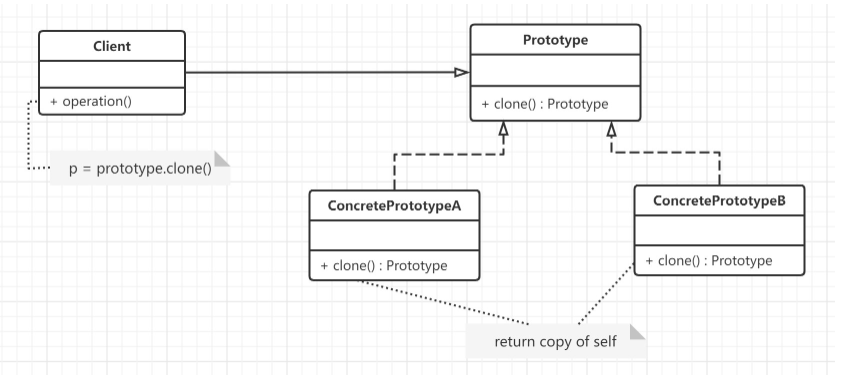 Client
Prototype
+ operation()
+ clone() : Prototype
p = prototype.clone()
ConcretePrototypeA
ConcretePrototypeB
+ clone() : Prototype
+ clone() : Prototype
return copy of self